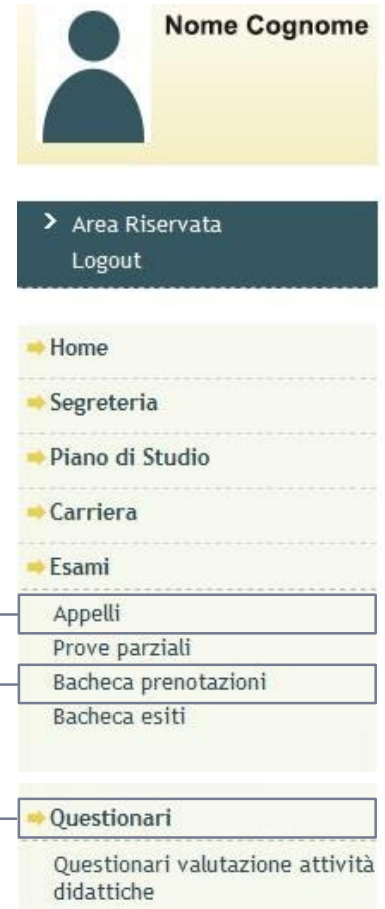 Nome Cognome
Area Riservata
Logout
Home
Segreteria
Piano di Studio
Carriera
Esami
Appelli
Prove parziali
Bacheca prenotazioni
Bacheca esiti
Questionari
Questionari valutazione attività
didattiche